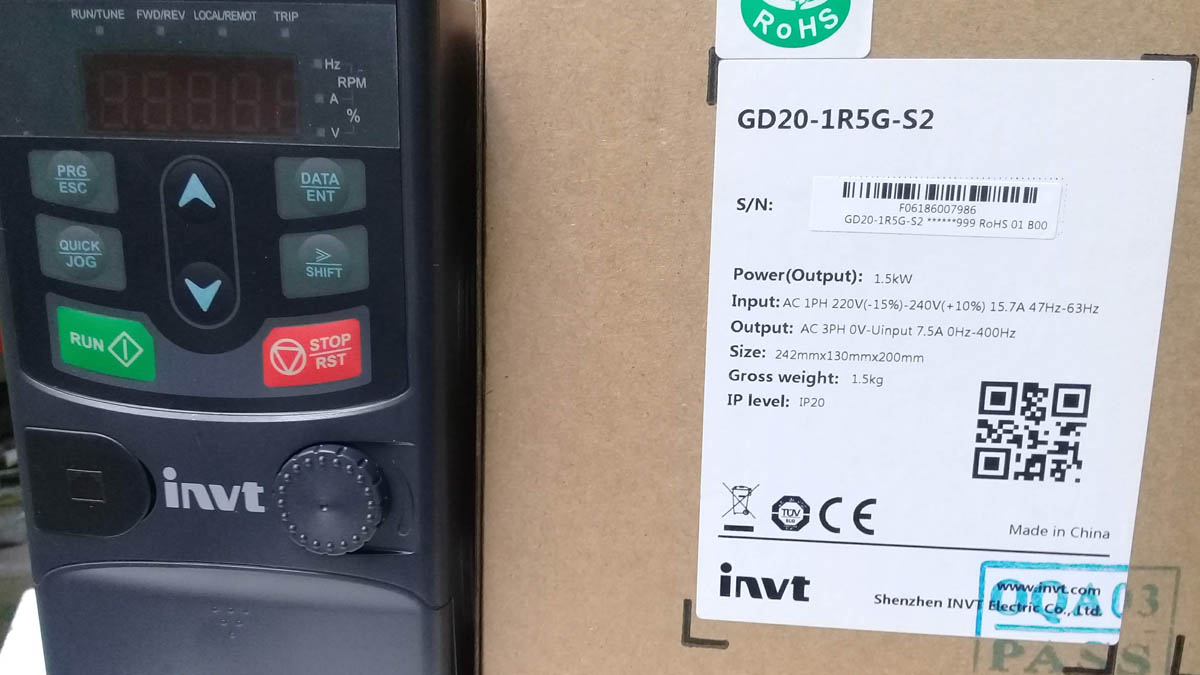 RUN/TUNE FWD/REV LOCAL/REMOT TRIP
Hz
RPM
A
%
V
PRG
ESC
DATA
ENT
QUICK
JOG
SHIFT
RUN
STOP
RST
invt
RoHS
GD20-1R5G-S2
S/N:
F06186007986
GD20-1R5G-S2 ******999 RoHS 01 B00
Power(Output): 1.5kW
Input: AC 1PH 220V(-15%)-240V(+10%) 15.7A 47Hz-63Hz
Output: AC 3PH 0V-Uinput 7.5A 0Hz-400Hz
Size: 242mmx130mmx200mm
Gross weight: 1.5kg
IP level: IP20
TÜV
CE
Made in China
invt
www.invt.com
Shenzhen INVT Electric Co., Ltd.
OQA03
PASS